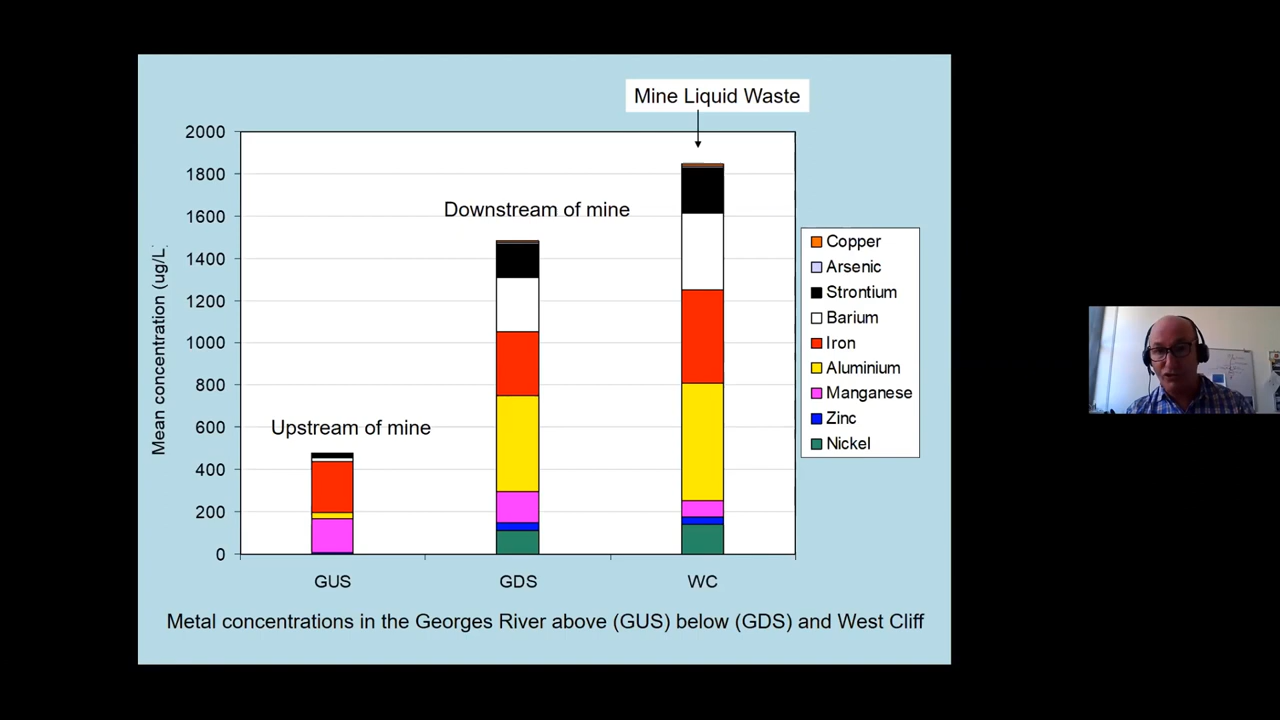 Mine Liquid Waste
2000
1800
1600
1400
1200
1000
800
600
400
200
0
Mean concentration (ug/L
Upstream of mine
Downstream of mine
Copper
Arsenic
Strontium
Barium
Iron
Aluminium
Manganese
Zinc
Nickel
GUS
GDS
WC
Metal concentrations in the Georges River above (GUS) below (GDS) and West Cliff